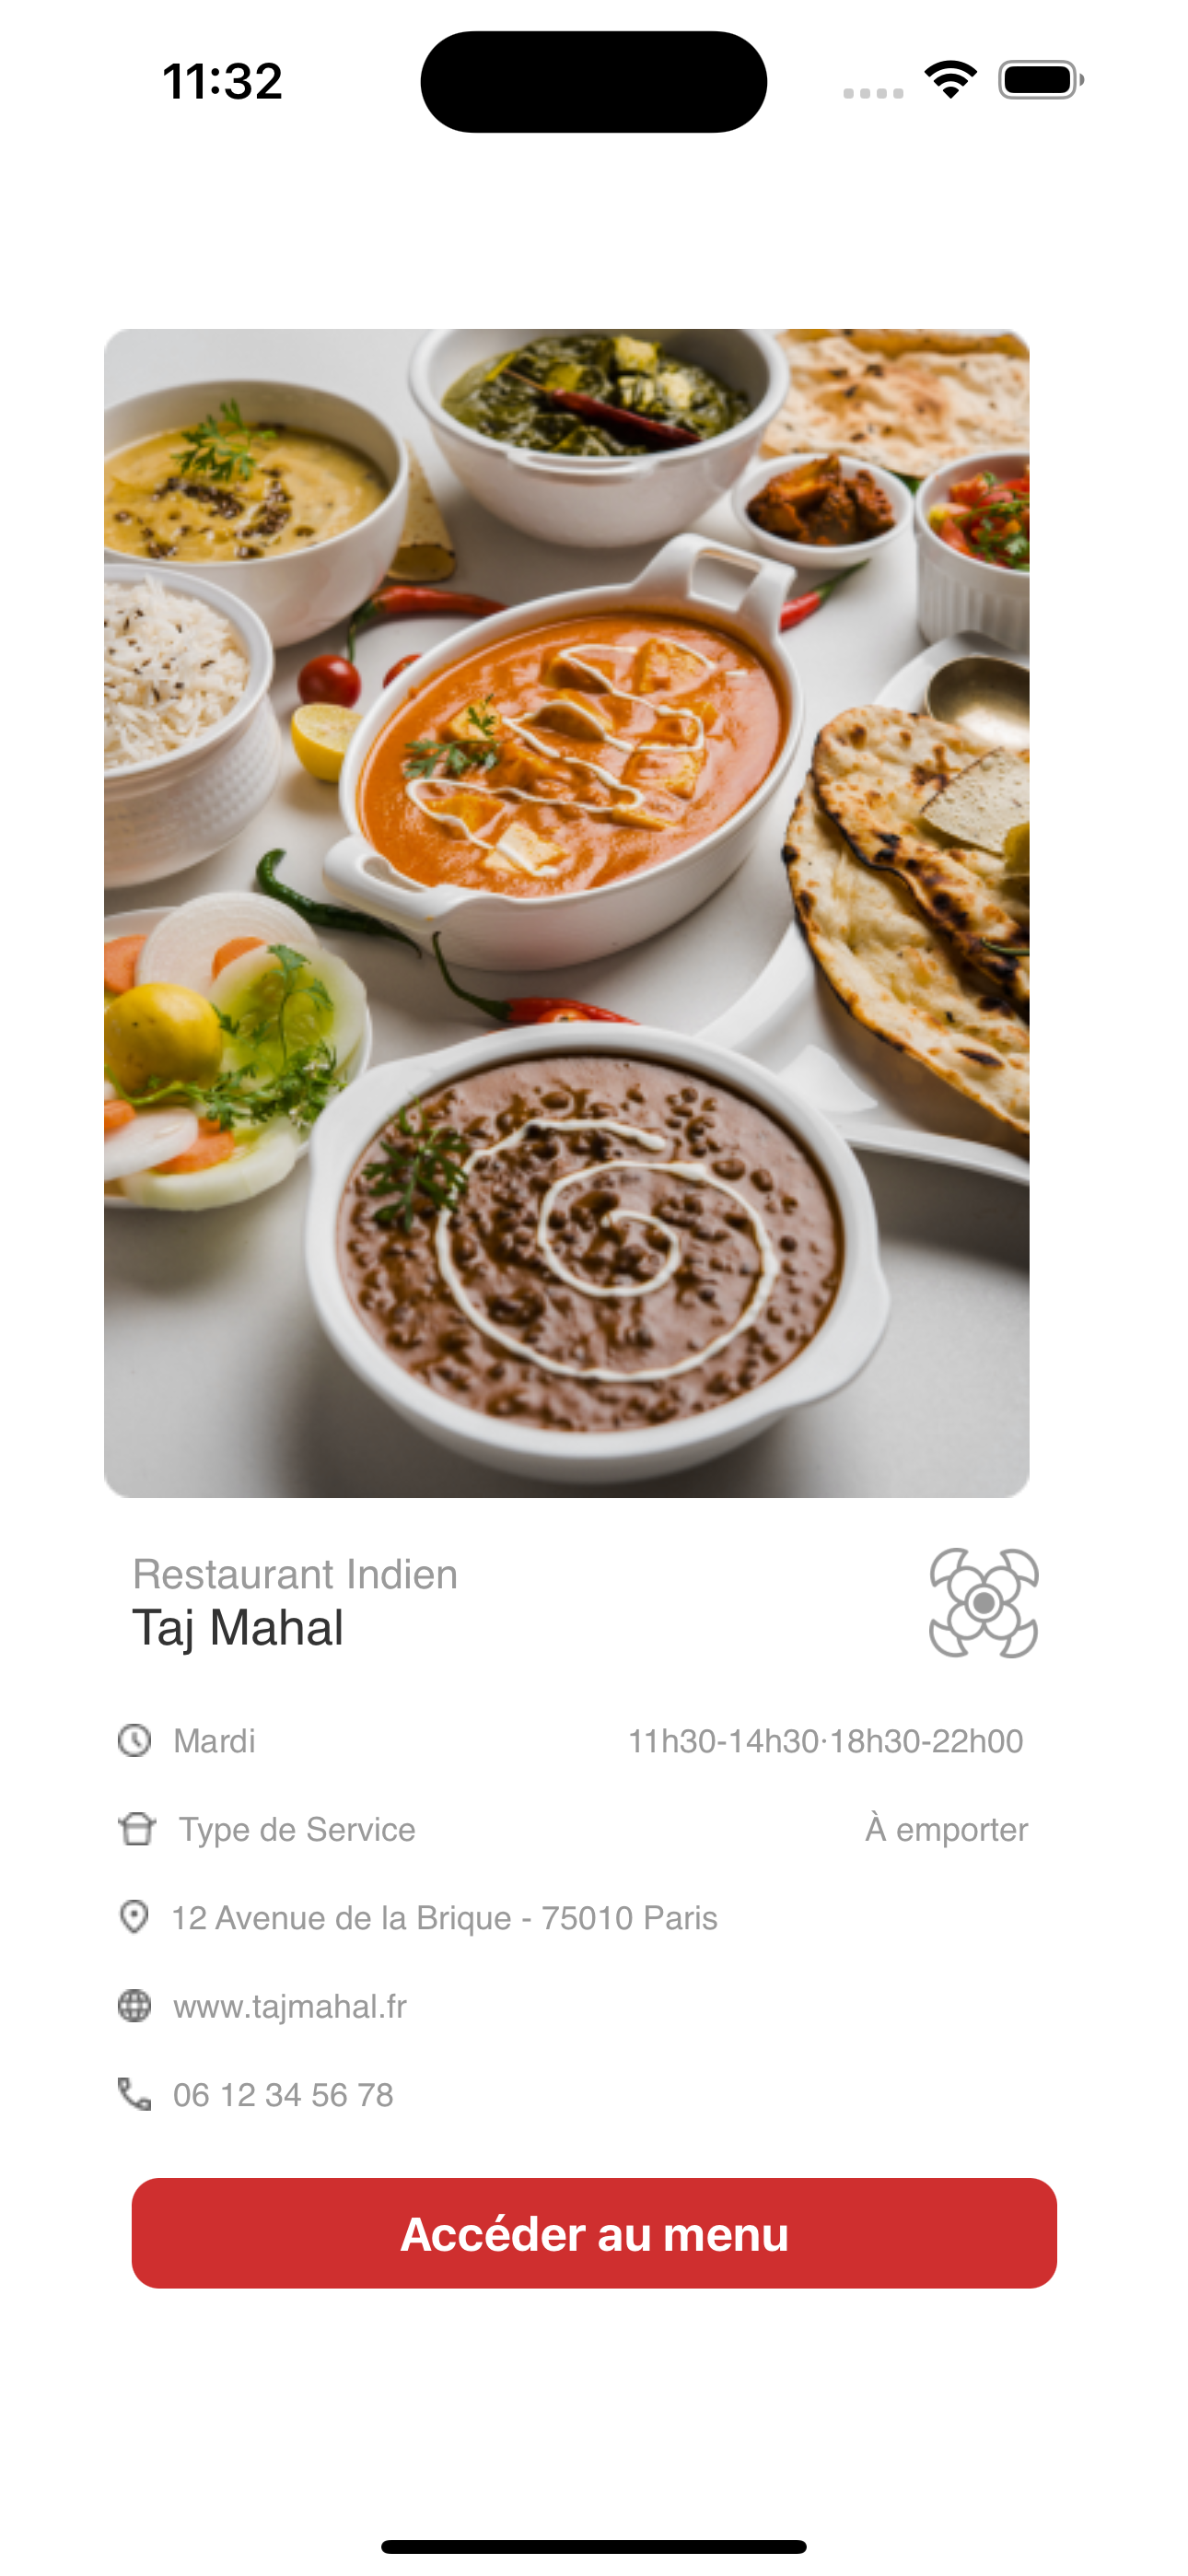 11:32
Restaurant Indien
Taj Mahal
Mardi 11h30-14h30·18h30-22h00
Type de Service À emporter
12 Avenue de la Brique - 75010 Paris
www.tajmahal.fr
06 12 34 56 78
Accéder au menu